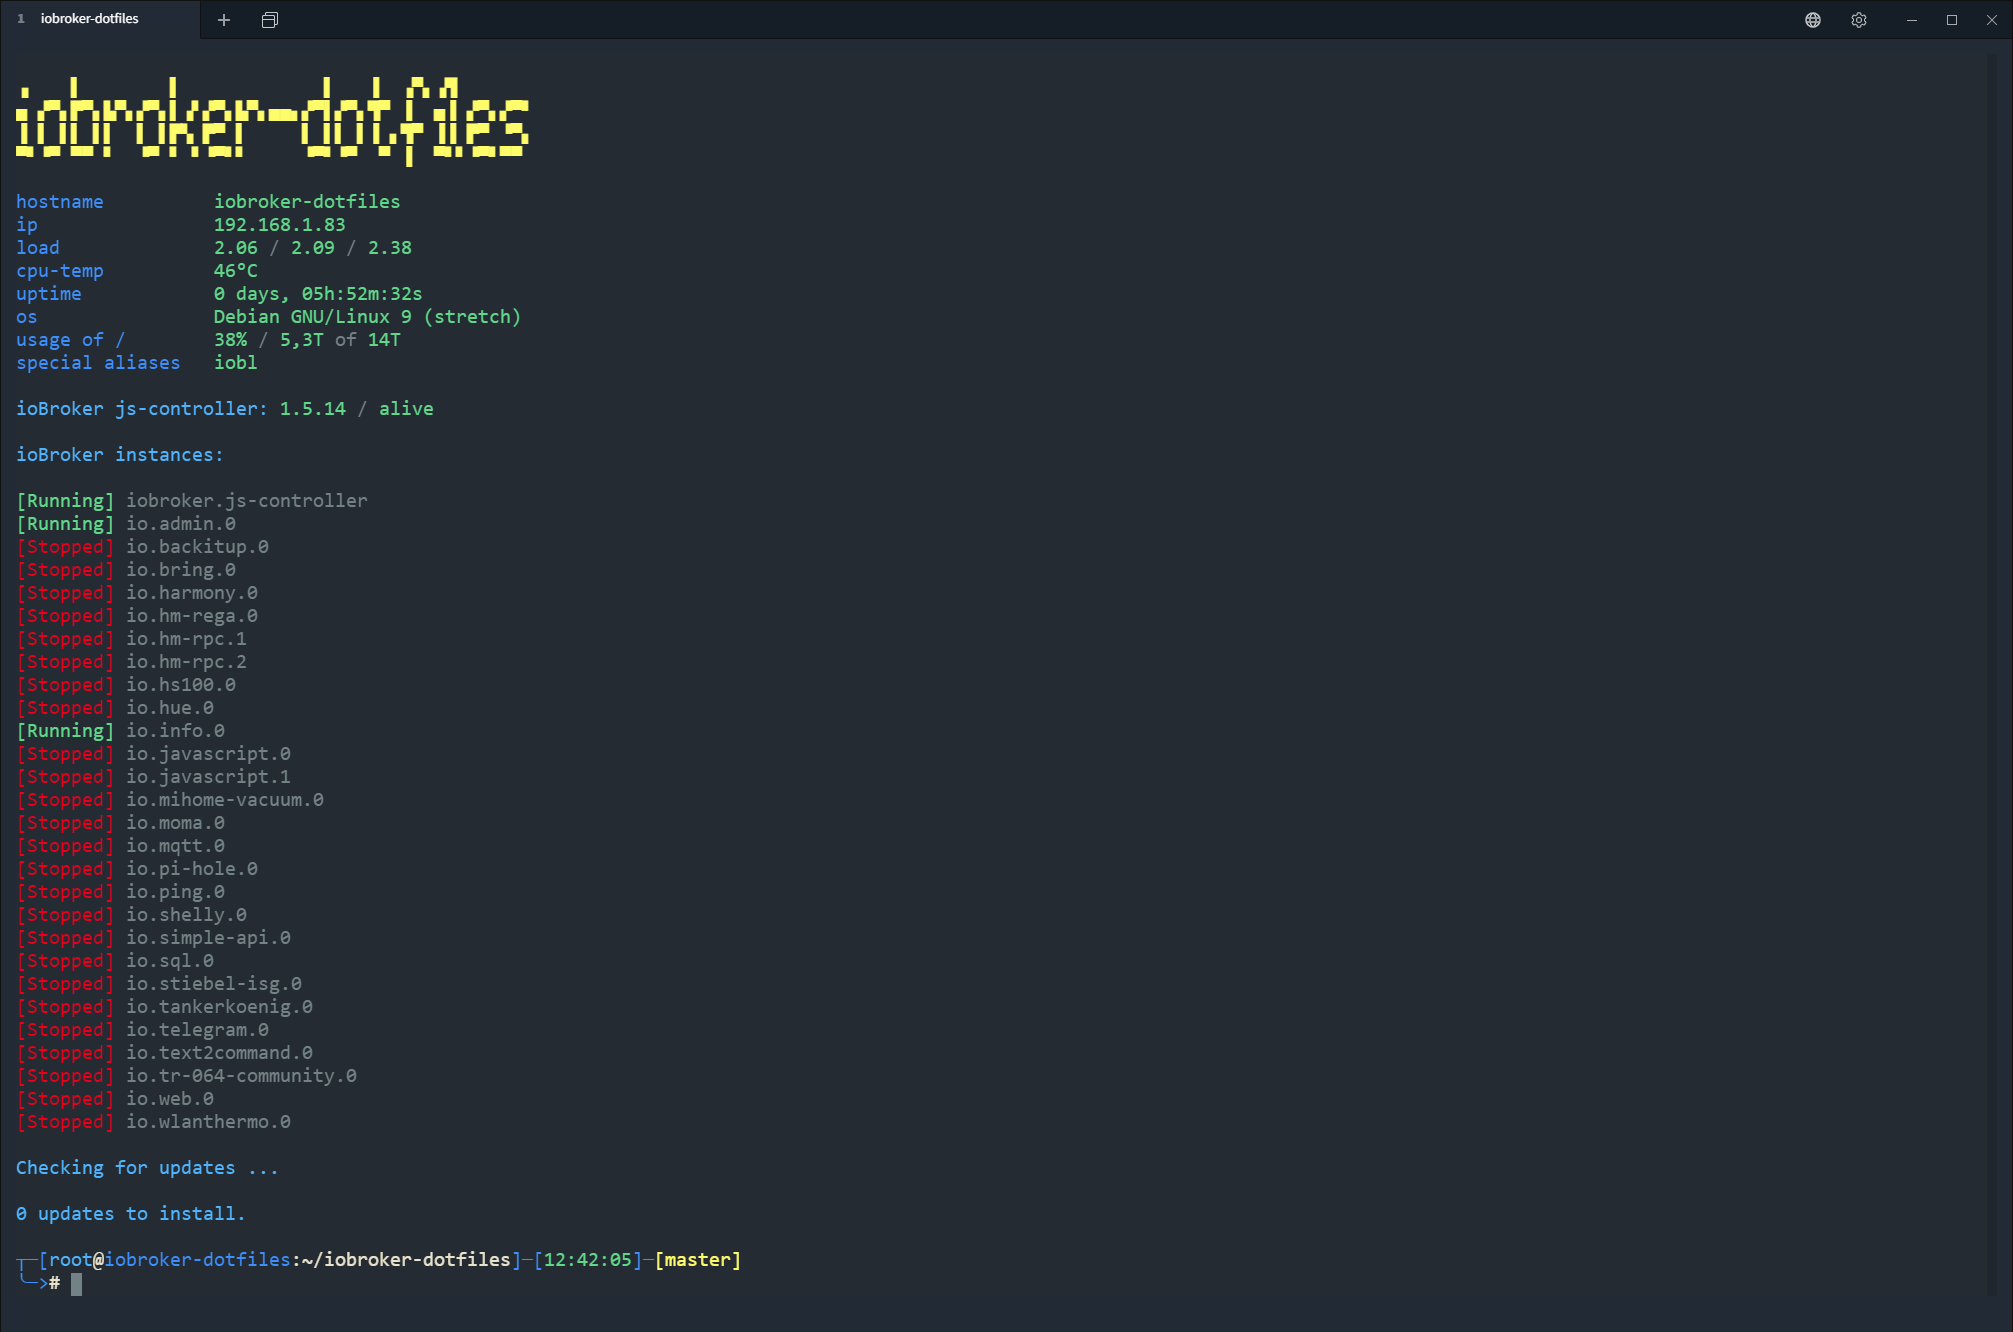 1 iobroker-dotfiles
iobroker-dotfiles
hostname iobroker-dotfiles
ip 192.168.1.83
load 2.06 / 2.09 / 2.38
cpu-temp 46°C
uptime 0 days, 05h:52m:32s
os Debian GNU/Linux 9 (stretch)
usage of / 38% / 5,3T of 14T
special aliases iobl
ioBroker js-controller: 1.5.14 / alive
ioBroker instances:
[Running] iobroker.js-controller
[Running] io.admin.0
[Stopped] io.backitup.0
[Stopped] io.bring.0
[Stopped] io.harmony.0
[Stopped] io.hm-rega.0
[Stopped] io.hm-rpc.1
[Stopped] io.hm-rpc.2
[Stopped] io.hs100.0
[Stopped] io.hue.0
[Running] io.info.0
[Stopped] io.javascript.0
[Stopped] io.javascript.1
[Stopped] io.mihome-vacuum.0
[Stopped] io.moma.0
[Stopped] io.mqtt.0
[Stopped] io.pi-hole.0
[Stopped] io.ping.0
[Stopped] io.shelly.0
[Stopped] io.simple-api.0
[Stopped] io.sql.0
[Stopped] io.stiebel-isg.0
[Stopped] io.tankerkoenig.0
[Stopped] io.telegram.0
[Stopped] io.text2command.0
[Stopped] io.tr-064-community.0
[Stopped] io.web.0
[Stopped] io.wlanthermo.0
Checking for updates ...
0 updates to install.
┬─[root@iobroker-dotfiles:~/iobroker-dotfiles]─[12:42:05]─[master]
╰─>#